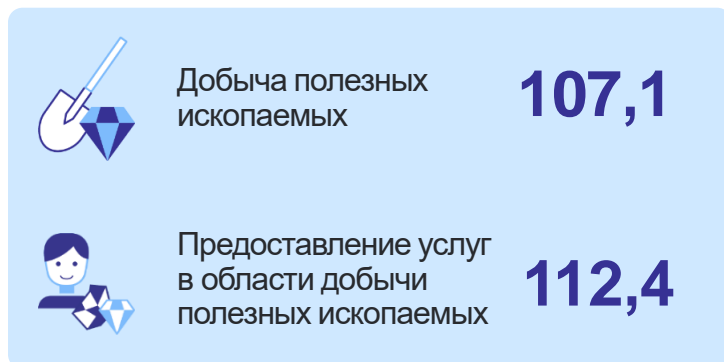 Добыча полезных
ископаемых
107,1
Предоставление услуг
в области добычи
полезных ископаемых
112,4